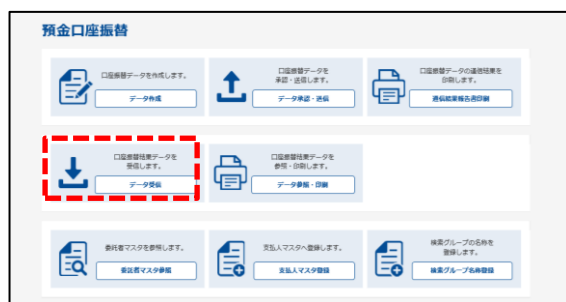 預金口座振替
口座振替データを作成します。
データ作成
口座振替データを
承認・送信します。
データ承認・送信
口座振替データの通信結果を
印刷します。
通信結果報告書印刷
口座振替結果データを
受信します。
データ受信
口座振替結果データを
参照・印刷します。
データ参照・印刷
委託者マスタを参照します。
委託者マスタ参照
支払人マスタへ登録します。
支払人マスタ登録
検索グループの名称を
登録します。
検索グループ名称登録